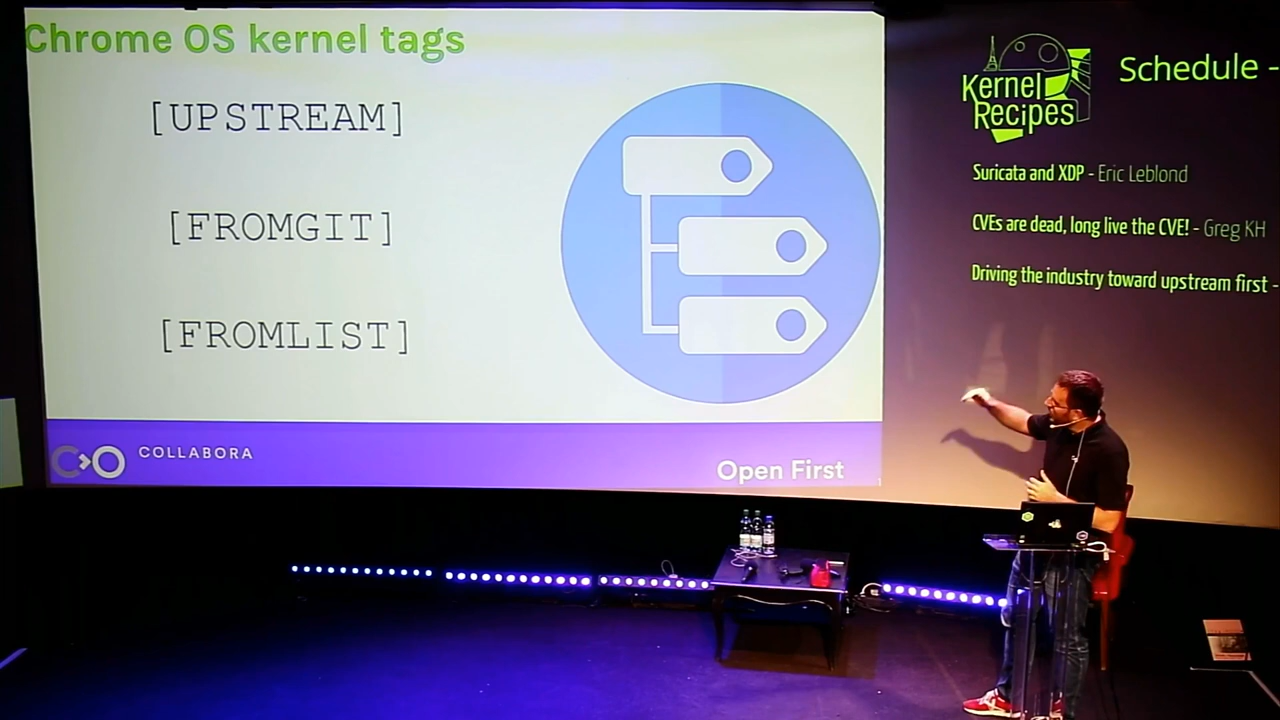 Chrome OS kernel tags
[UPSTREAM]
[FROMGIT]
[FROMLIST]
COLLABORA
Open First
Kernel
Recipes
Schedule -
Suricata and XDP - Eric Leblond
CVEs are dead, long live the CVE! - Greg KH
Driving the industry toward upstream first -